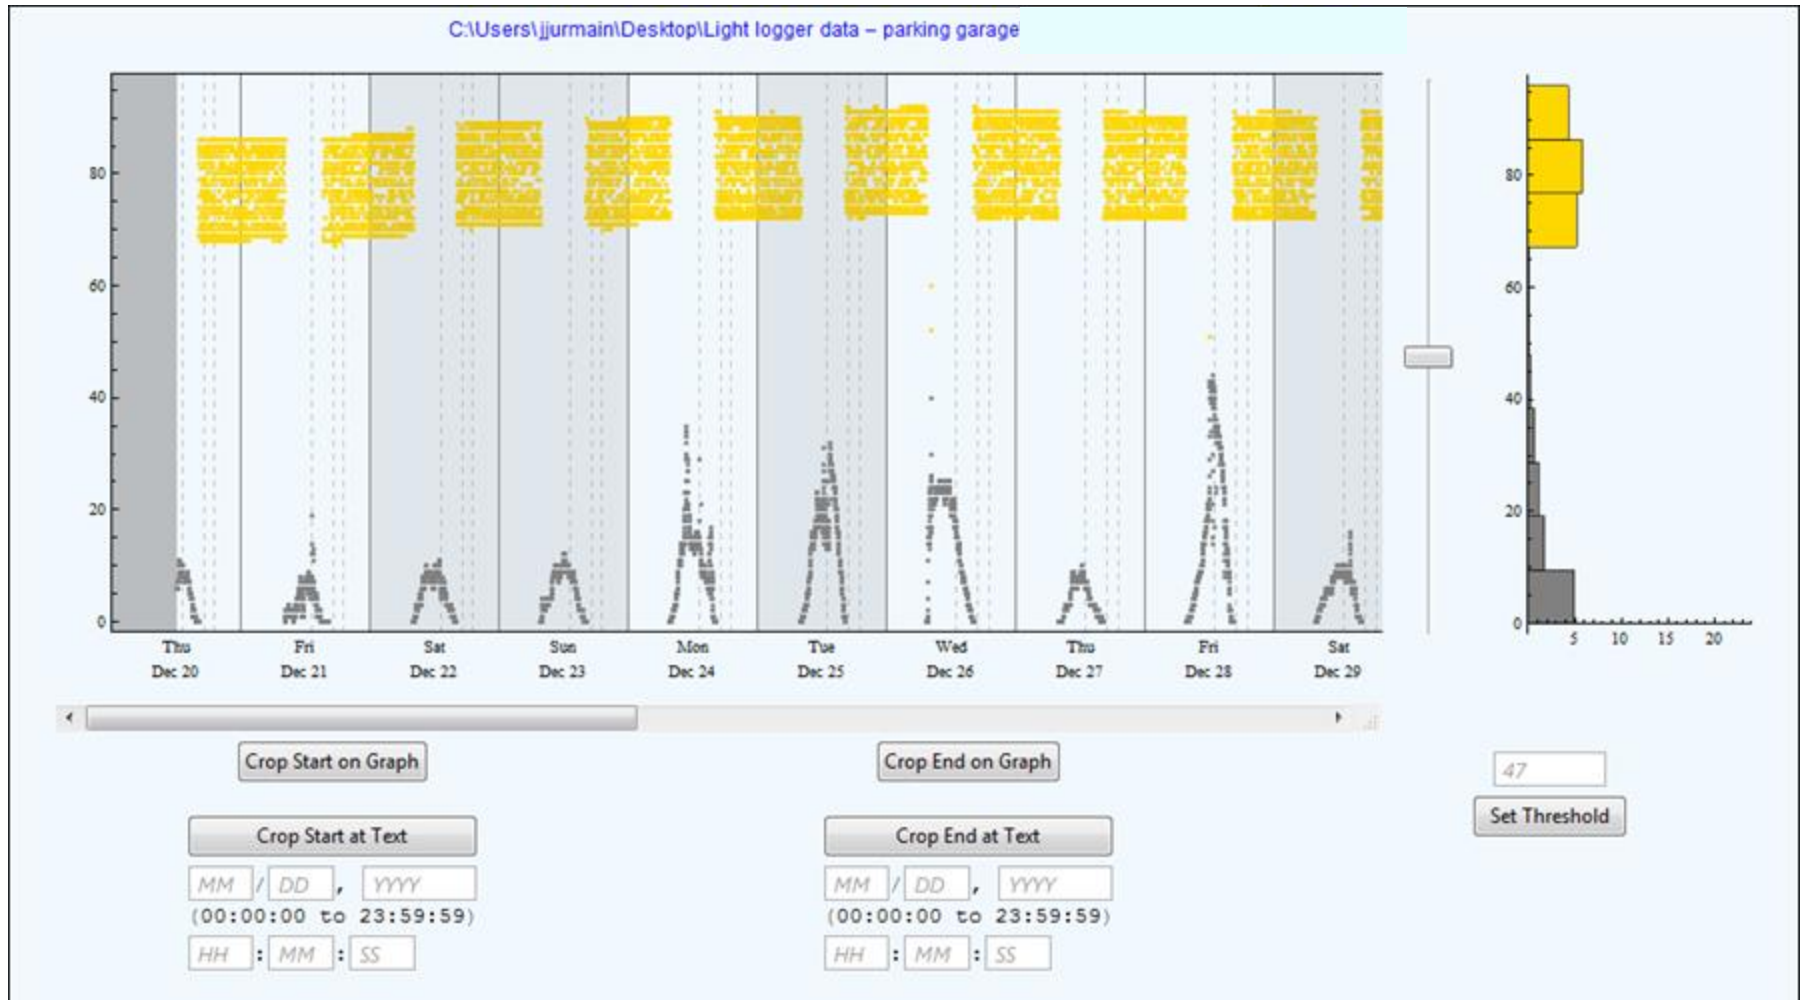 C:\Users\jjurmain\Desktop\Light logger data – parking garage
80
60
40
20
0
Thu Fri Sat Sun Mon Tue Wed Thu Fri Sat
Dec 20 Dec 21 Dec 22 Dec 23 Dec 24 Dec 25 Dec 26 Dec 27 Dec 28 Dec 29
80
60
40
20
0
5 10 15 20
Crop Start on Graph
Crop End on Graph
47
Set Threshold
Crop Start at Text
MM / DD , YYYY
(00:00:00 to 23:59:59)
HH : MM : SS
Crop End at Text
MM / DD , YYYY
(00:00:00 to 23:59:59)
HH : MM : SS